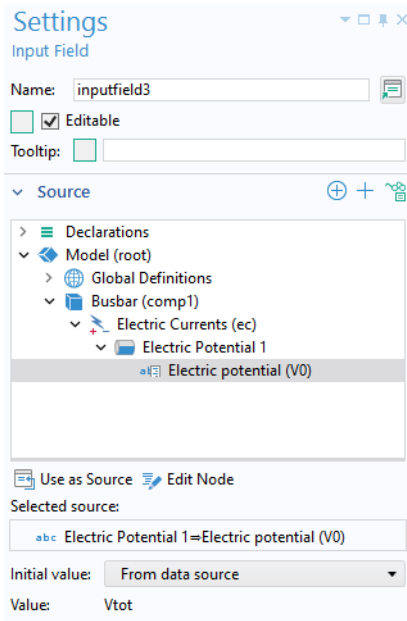 Settings
Input Field
Name: inputfield3
Editable
Tooltip:
Source
Declarations
Model (root)
Global Definitions
Busbar (comp1)
Electric Currents (ec)
Electric Potential 1
Electric potential (V0)
Use as Source Edit Node
Selected source:
abc Electric Potential 1⇒Electric potential (V0)
Initial value: From data source
Value: Vtot